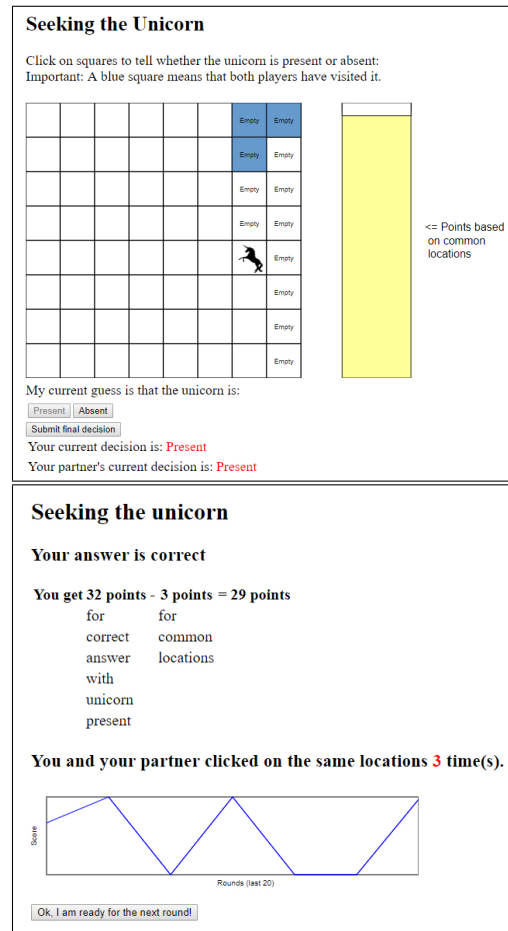 Seeking the Unicorn
Click on squares to tell whether the unicorn is present or absent:
Important: A blue square means that both players have visited it.
Empty Empty
Empty Empty
Empty Empty
Empty Empty
Empty
Empty
Empty
Empty
<= Points based
on common
locations
My current guess is that the unicorn is:
Present Absent
Submit final decision
Your current decision is: Present
Your partner's current decision is: Present
Seeking the unicorn
Your answer is correct
You get 32 points - 3 points = 29 points
for for
correct common
answer locations
with
unicorn
present
You and your partner clicked on the same locations 3 time(s).
Score
Rounds (last 20)
Ok, I am ready for the next round!